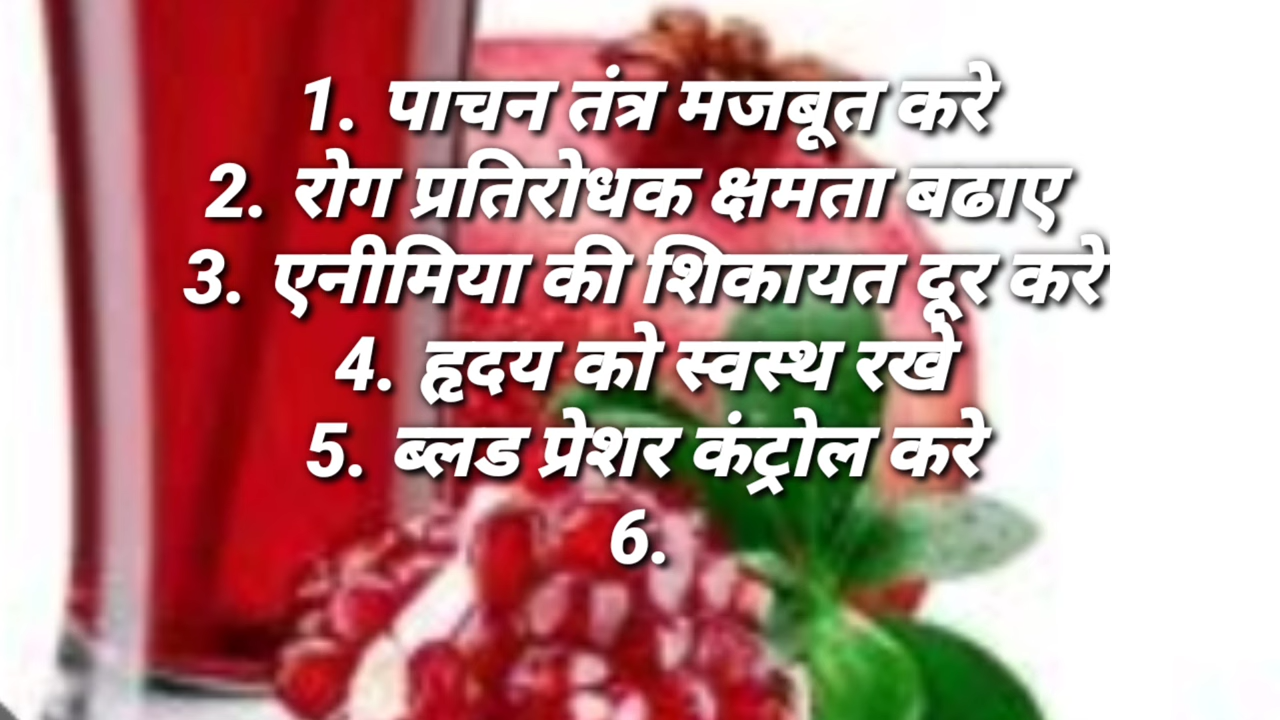 1. पाचन तंत्र मजबूत करे
2. रोग प्रतिरोधक क्षमता बढाए
3. एनीमिया की शिकायत दूर करे
4. हृदय को स्वस्थ रखे
5. ब्लड प्रेशर कंट्रोल करे
6.